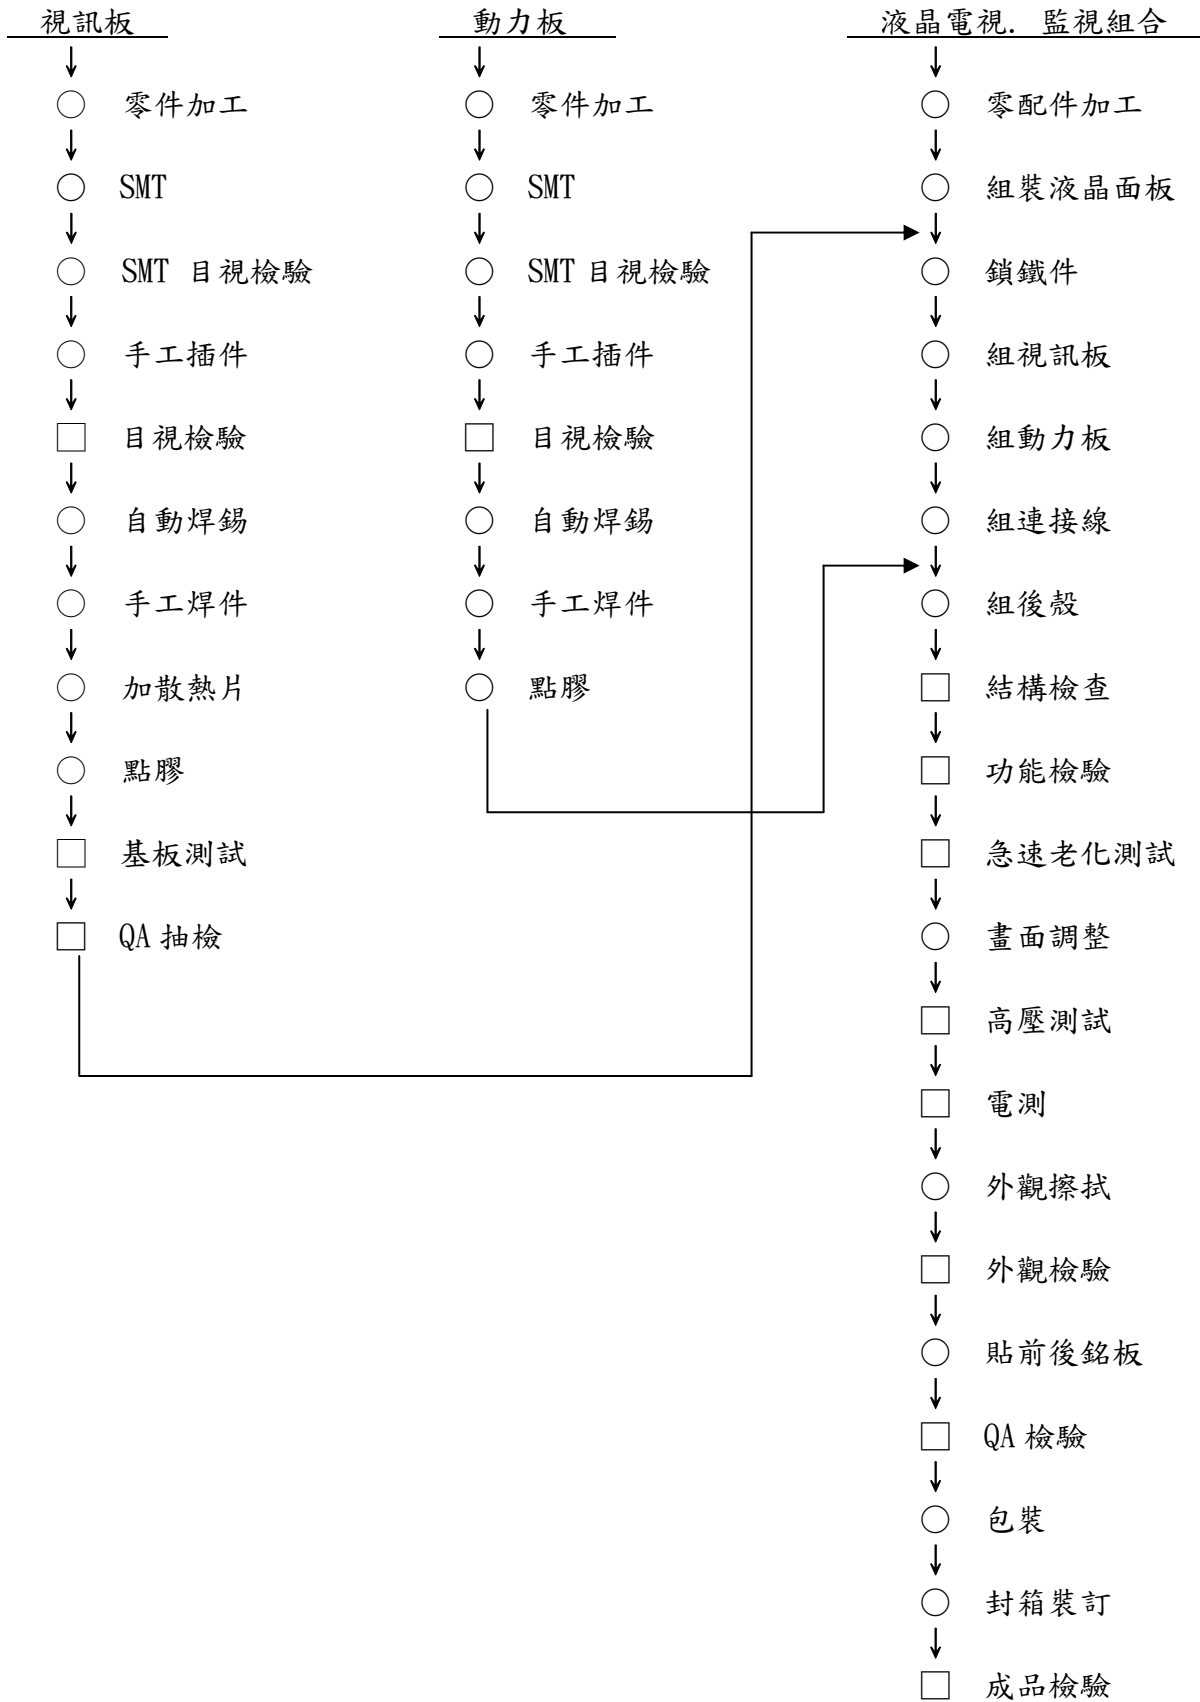 視訊板
零件加工
SMT
SMT 目視檢驗
手工插件
目視檢驗
自動焊錫
手工焊件
加散熱片
點膠
基板測試
QA 抽檢
動力板
零件加工
SMT
SMT 目視檢驗
手工插件
目視檢驗
自動焊錫
手工焊件
點膠
液晶電視. 監視組合
零配件加工
組裝液晶面板
鎖鐵件
組視訊板
組動力板
組連接線
組後殼
結構檢查
功能檢驗
急速老化測試
畫面調整
高壓測試
電測
外觀擦拭
外觀檢驗
貼前後銘板
QA 檢驗
包裝
封箱裝訂
成品檢驗